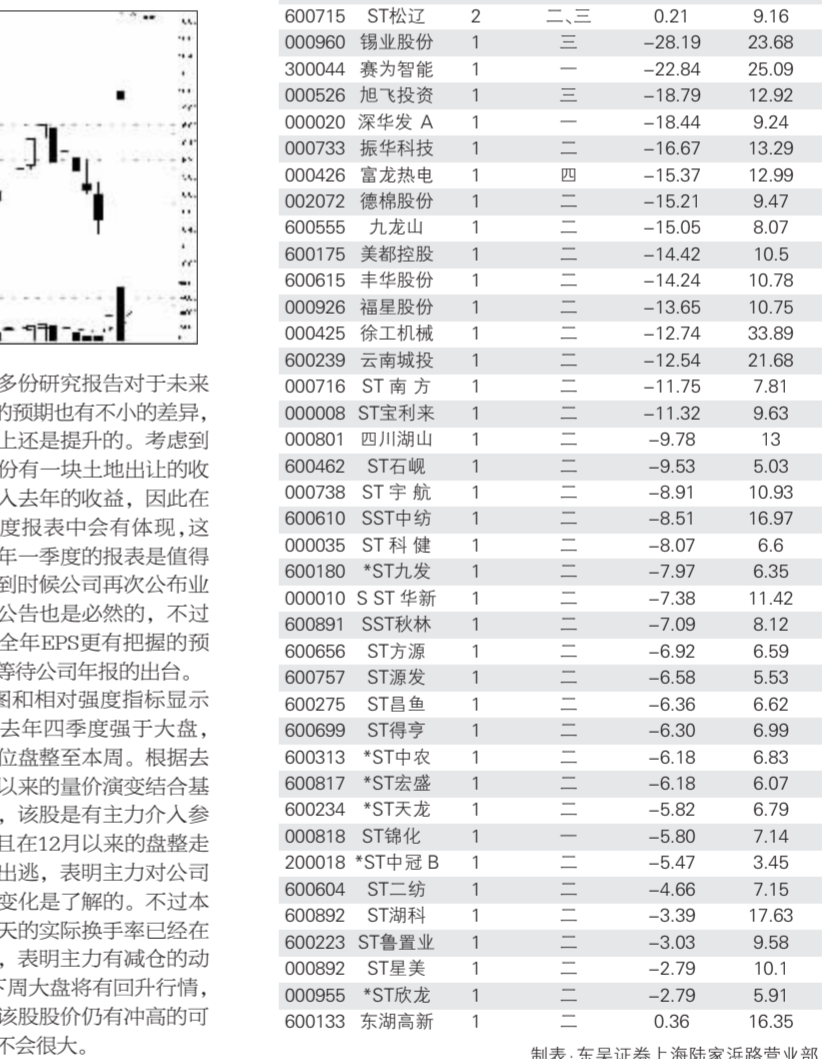 多份研究报告对于未来
的预期也有不小的差异,
上还是提升的。考虑到
份有一块土地出让的收
入去年的收益，因此在
度报表中会有体现,这
年一季度的报表是值得
到时候公司再次公布业
公告也是必然的，不过
全年EPS更有把握的预
等待公司年报的出台。
图和相对强度指标显示
去年四季度强于大盘，
位盘整至本周。根据去
以来的量价演变结合基
，该股是有主力介入参
且在12月以来的盘整走
出逃，表明主力对公司
变化是了解的。不过本
天的实际换手率已经在
，表明主力有减仓的动
下周大盘将有回升行情，
该股股价仍有冲高的可
不会很大。
600715 ST松辽 2 二、三 0.21 9.16
000960 锡业股份 1 三 -28.19 23.68
300044 赛为智能 1 一 -22.84 25.09
000526 旭飞投资 1 三 -18.79 12.92
000020 深华发 A 1 一 -18.44 9.24
000733 振华科技 1 二 -16.67 13.29
000426 富龙热电 1 四 -15.37 12.99
002072 德棉股份 1 二 -15.21 9.47
600555 九龙山 1 二 -15.05 8.07
600175 美都控股 1 二 -14.42 10.5
600615 丰华股份 1 二 -14.24 10.78
000926 福星股份 1 二 -13.65 10.75
000425 徐工机械 1 二 -12.74 33.89
600239 云南城投 1 二 -12.54 21.68
000716 ST 南 方 1 二 -11.75 7.81
000008 ST宝利来 1 二 -11.32 9.63
000801 四川湖山 1 二 -9.78 13
600462 ST石岘 1 二 -9.53 5.03
000738 ST 宇 航 1 二 -8.91 10.93
600610 SST中纺 1 二 -8.51 16.97
000035 ST 科 健 1 二 -8.07 6.6
600180 *ST九发 1 二 -7.97 6.35
000010 S ST 华新 1 二 -7.38 11.42
600891 SST秋林 1 二 -7.09 8.12
600656 ST方源 1 二 -6.92 6.59
600757 ST源发 1 二 -6.58 5.53
600275 ST昌鱼 1 二 -6.36 6.62
600699 ST得亨 1 二 -6.30 6.99
600313 *ST中农 1 二 -6.18 6.83
600817 *ST宏盛 1 二 -6.18 6.07
600234 *ST天龙 1 二 -5.82 6.79
000818 ST锦化 1 一 -5.80 7.14
200018 *ST中冠 B 1 二 -5.47 3.45
600604 ST二纺 1 二 -4.66 7.15
600892 ST湖科 1 二 -3.39 17.63
600223 ST鲁置业 1 二 -3.03 9.58
000892 ST星美 1 二 -2.79 10.1
000955 *ST欣龙 1 二 -2.79 5.91
600133 东湖高新 1 二 0.36 16.35
制表:东吴证券上海陆家浜路营业部